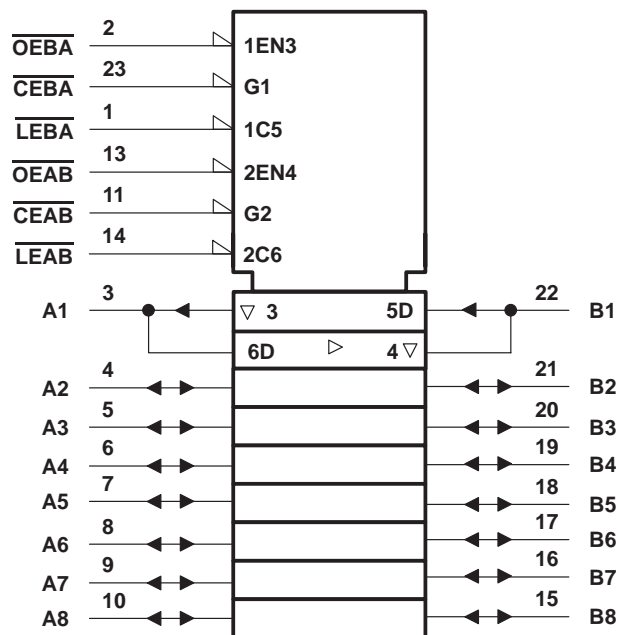 OEBA 2 1EN3
CEBA 23 G1
LEBA 1 1C5
OEAB 13 2EN4
CEAB 11 G2
LEAB 14 2C6
A1 3 ▽ 3 5D 22 B1
6D ▷ 4 ▽
A2 4 21 B2
A3 5 20 B3
A4 6 19 B4
A5 7 18 B5
A6 8 17 B6
A7 9 16 B7
A8 10 15 B8